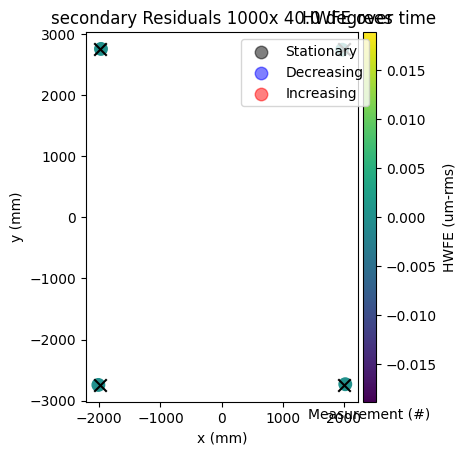 secondary Residuals 1000x 40.0 degrees
HWFE over time
Stationary
Decreasing
Increasing
3000
2000
1000
0
−1000
−2000
−3000
y (mm)
−2000
−1000
0
1000
2000
x (mm)
Measurement (#)
0.015
0.010
0.005
0.000
−0.005
−0.010
−0.015
HWFE (um-rms)